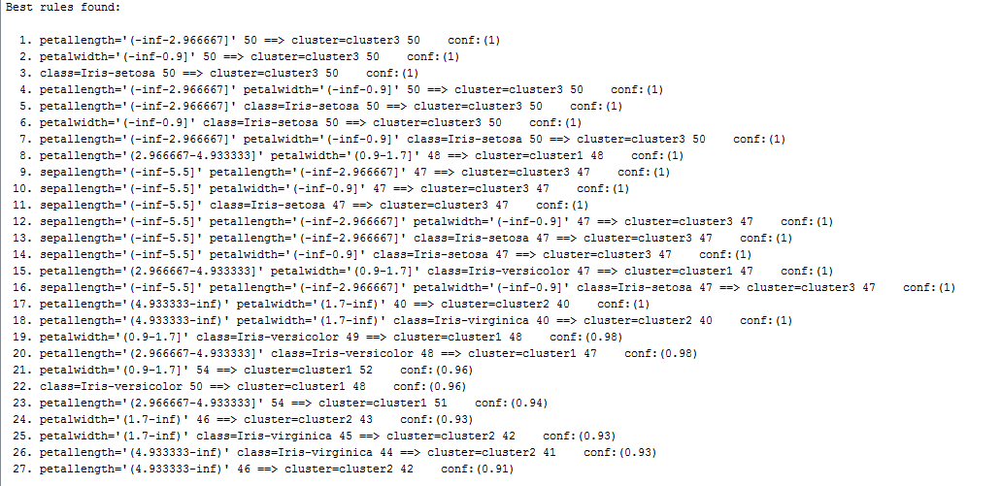 Best rules found:
1. petallength='(-inf-2.966667]' 50 ==> cluster=cluster3 50 conf:(1)
2. petalwidth='(-inf-0.9]' 50 ==> cluster=cluster3 50 conf:(1)
3. class=Iris-setosa 50 ==> cluster=cluster3 50 conf:(1)
4. petallength='(-inf-2.966667]' petalwidth='(-inf-0.9]' 50 ==> cluster=cluster3 50 conf:(1)
5. petallength='(-inf-2.966667]' class=Iris-setosa 50 ==> cluster=cluster3 50 conf:(1)
6. petalwidth='(-inf-0.9]' class=Iris-setosa 50 ==> cluster=cluster3 50 conf:(1)
7. petallength='(-inf-2.966667]' petalwidth='(-inf-0.9]' class=Iris-setosa 50 ==> cluster=cluster3 50 conf:(1)
8. petallength='(2.966667-4.933333]' petalwidth='(0.9-1.7]' 48 ==> cluster=cluster1 48 conf:(1)
9. sepallength='(-inf-5.5]' petallength='(-inf-2.966667]' 47 ==> cluster=cluster3 47 conf:(1)
10. sepallength='(-inf-5.5]' petalwidth='(-inf-0.9]' 47 ==> cluster=cluster3 47 conf:(1)
11. sepallength='(-inf-5.5]' class=Iris-setosa 47 ==> cluster=cluster3 47 conf:(1)
12. sepallength='(-inf-5.5]' petallength='(-inf-2.966667]' petalwidth='(-inf-0.9]' 47 ==> cluster=cluster3 47 conf:(1)
13. sepallength='(-inf-5.5]' petallength='(-inf-2.966667]' class=Iris-setosa 47 ==> cluster=cluster3 47 conf:(1)
14. sepallength='(-inf-5.5]' petalwidth='(-inf-0.9]' class=Iris-setosa 47 ==> cluster=cluster3 47 conf:(1)
15. petallength='(2.966667-4.933333]' petalwidth='(0.9-1.7]' class=Iris-versicolor 47 ==> cluster=cluster1 47 conf:(1)
16. sepallength='(-inf-5.5]' petallength='(-inf-2.966667]' petalwidth='(-inf-0.9]' class=Iris-setosa 47 ==> cluster=cluster3 47 conf:(1)
17. petallength='(4.933333-inf)' petalwidth='(1.7-inf)' 40 ==> cluster=cluster2 40 conf:(1)
18. petallength='(4.933333-inf)' petalwidth='(1.7-inf)' class=Iris-virginica 40 ==> cluster=cluster2 40 conf:(1)
19. petalwidth='(0.9-1.7]' class=Iris-versicolor 49 ==> cluster=cluster1 48 conf:(0.98)
20. petallength='(2.966667-4.933333]' class=Iris-versicolor 48 ==> cluster=cluster1 47 conf:(0.98)
21. petalwidth='(0.9-1.7]' 54 ==> cluster=cluster1 52 conf:(0.96)
22. class=Iris-versicolor 50 ==> cluster=cluster1 48 conf:(0.96)
23. petallength='(2.966667-4.933333]' 54 ==> cluster=cluster1 51 conf:(0.94)
24. petalwidth='(1.7-inf)' 46 ==> cluster=cluster2 43 conf:(0.93)
25. petalwidth='(1.7-inf)' class=Iris-virginica 45 ==> cluster=cluster2 42 conf:(0.93)
26. petallength='(4.933333-inf)' class=Iris-virginica 44 ==> cluster=cluster2 41 conf:(0.93)
27. petallength='(4.933333-inf)' 46 ==> cluster=cluster2 42 conf:(0.91)